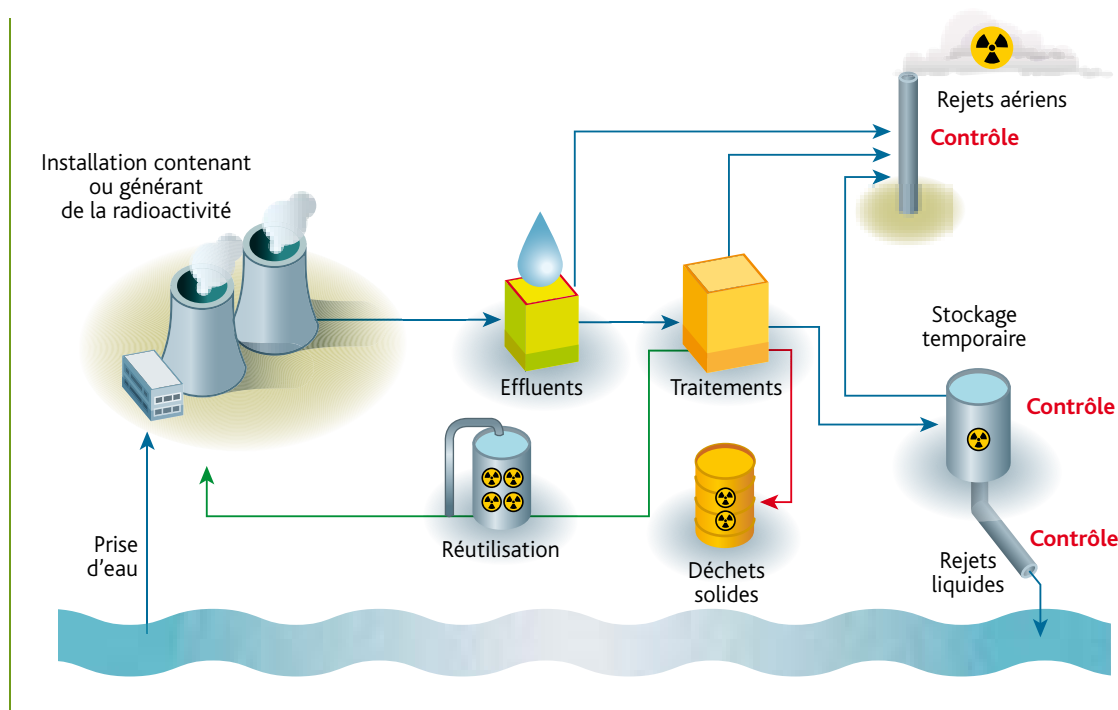 Rejets aériens
Contrôle
Installation contenant
ou générant
de la radioactivité
Stockage
temporaire
Effluents
Traitements
Contrôle
Réutilisation
Prise
d'eau
Déchets
solides
Contrôle
Rejets
liquides